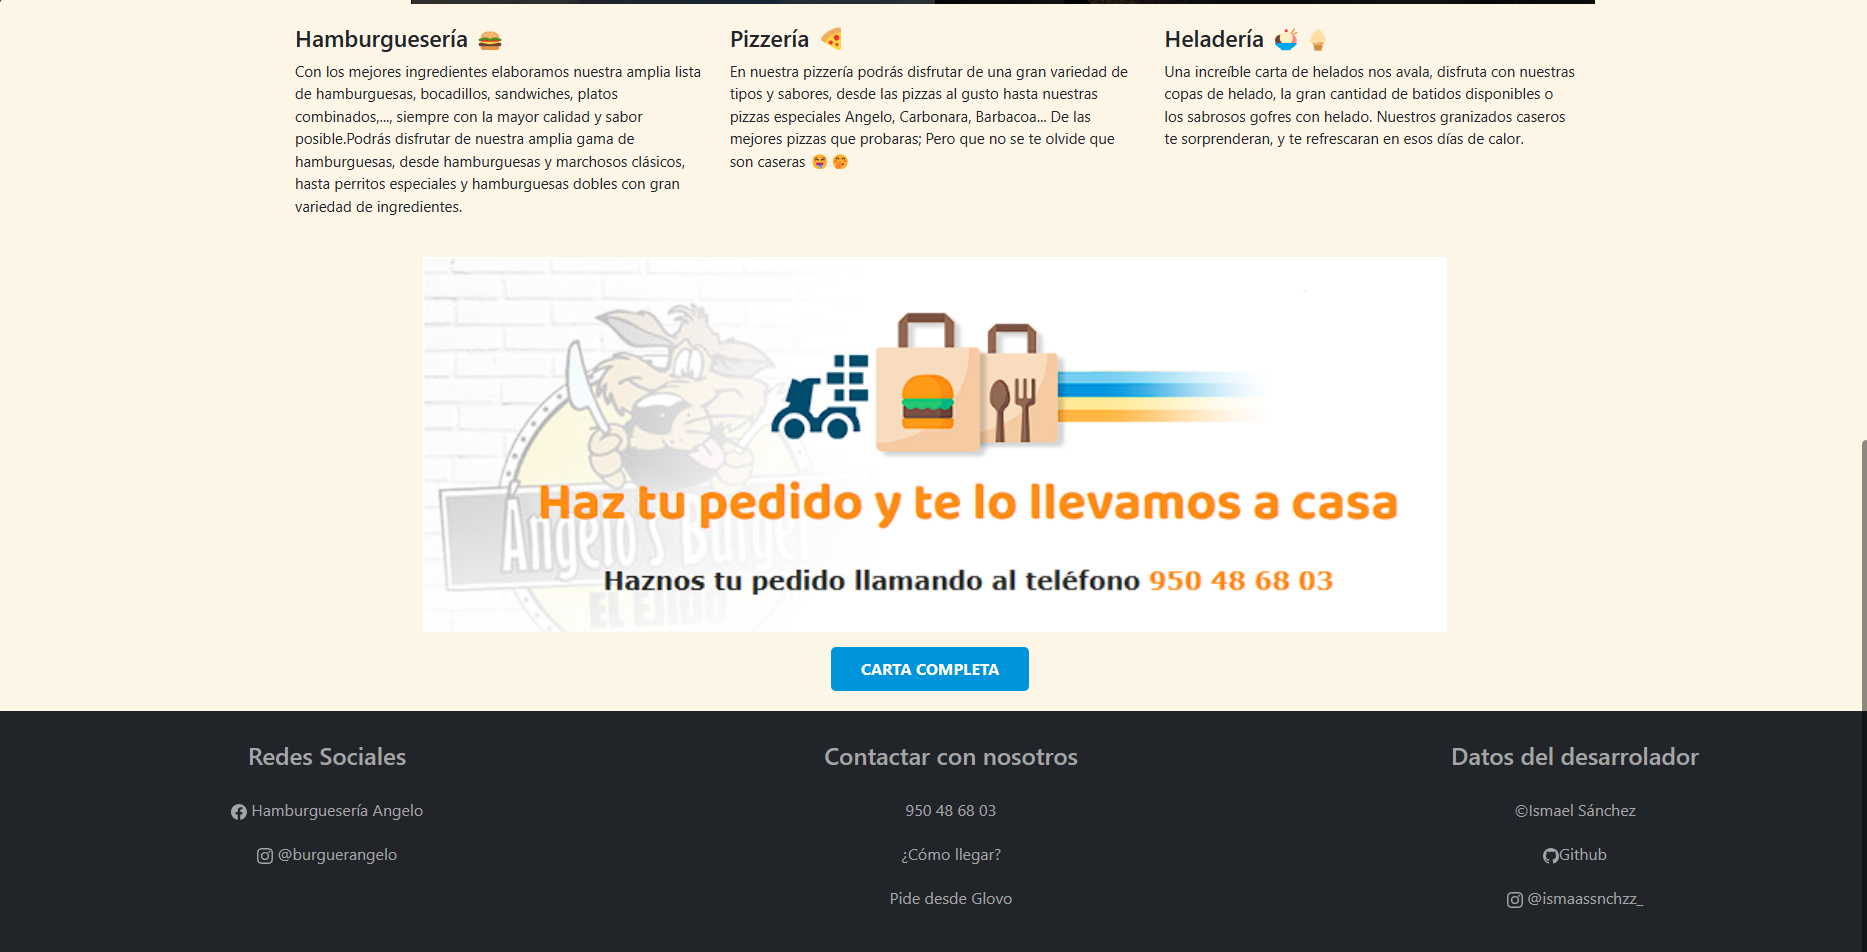 Hamburguesería 🍔
Con los mejores ingredientes elaboramos nuestra amplia lista
de hamburguesas, bocadillos, sandwiches, platos
combinados,..., siempre con la mayor calidad y sabor
posible.Podrás disfrutar de nuestra amplia gama de
hamburguesas, desde hamburguesas y marchosos clásicos,
hasta perritos especiales y hamburguesas dobles con gran
variedad de ingredientes.
Pizzería 🍕
En nuestra pizzería podrás disfrutar de una gran variedad de
tipos y sabores, desde las pizzas al gusto hasta nuestras
pizzas especiales Angelo, Carbonara, Barbacoa... De las
mejores pizzas que probaras; Pero que no se te olvide que
son caseras 😝 🤭
Heladería 🍧 🍦
Una increíble carta de helados nos avala, disfruta con nuestras
copas de helado, la gran cantidad de batidos disponibles o
los sabrosos gofres con helado. Nuestros granizados caseros
te sorprenderan, y te refrescaran en esos días de calor.
Haz tu pedido y te lo llevamos a casa
Angelo's Burger
Haznos tu pedido llamando al teléfono 950 48 68 03
EL EJIDO
CARTA COMPLETA
Redes Sociales
Hamburguesería Angelo
@burguerangelo
Contactar con nosotros
950 48 68 03
¿Cómo llegar?
Pide desde Glovo
Datos del desarrolador
©Ismael Sánchez
Github
@ismaassnchzz_